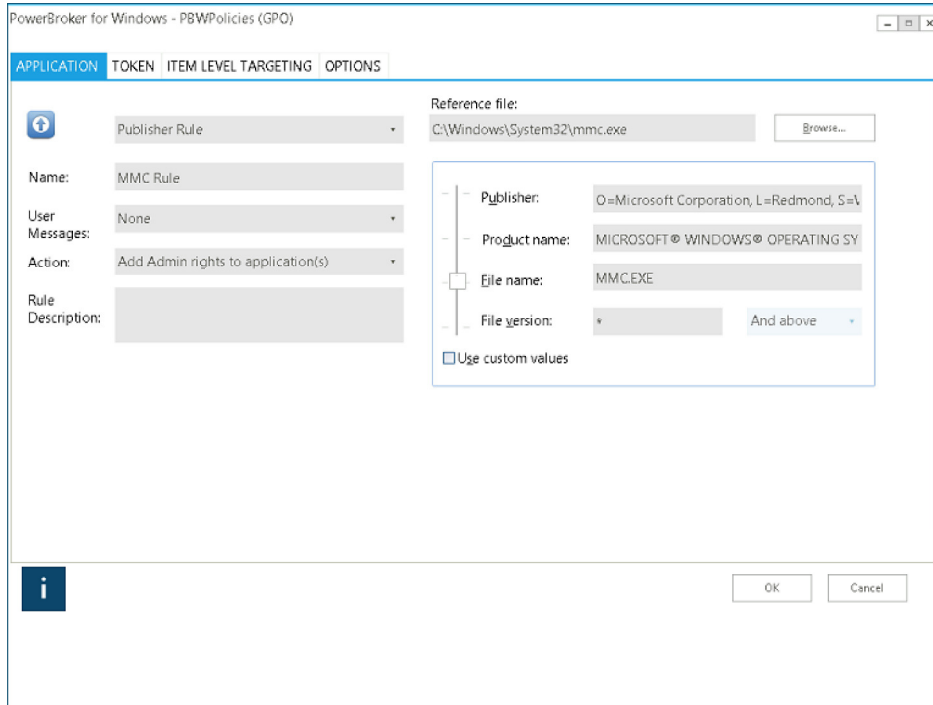 PowerBroker for Windows - PBWPolicies (GPO)
APPLICATION TOKEN ITEM LEVEL TARGETING OPTIONS
Publisher Rule
Reference file:
C:\Windows\System32\mmc.exe
Browse...
Name: MMC Rule
User Messages: None
Action: Add Admin rights to application(s)
Rule Description:
Publisher: O=Microsoft Corporation, L=Redmond, S=
Product name: MICROSOFT® WINDOWS® OPERATING SY
File name: MMC.EXE
File version: * And above
Use custom values
i
OK Cancel